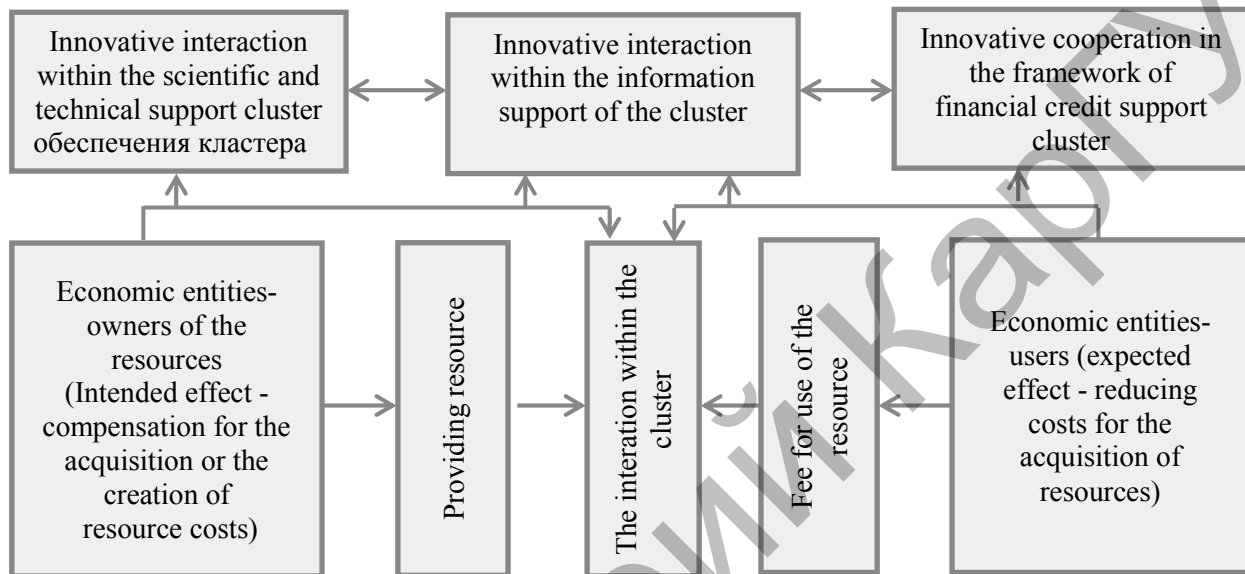 Innovative interaction
within the scientific and
technical support cluster
обеспечения кластера
Innovative interaction
within the information
support of the cluster
Innovative cooperation in
the framework of
financial credit support
cluster
Economic entities-
owners of the
resources
(Intended effect -
compensation for the
acquisition or the
creation of
resource costs)
Providing resource
The interation within the
cluster
Fee for use of the
resource
Economic entities-
users (expected
effect - reducing
costs for the
acquisition of
resources)
КарГУ